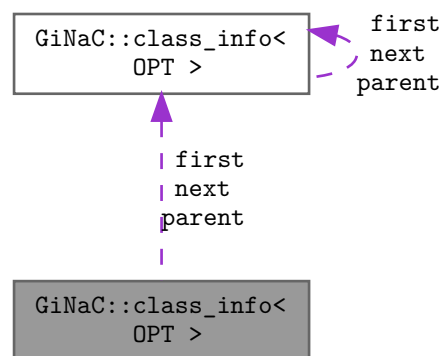 GiNaC::class_info<
OPT >
first
next
parent
first
next
parent
GiNaC::class_info<
OPT >